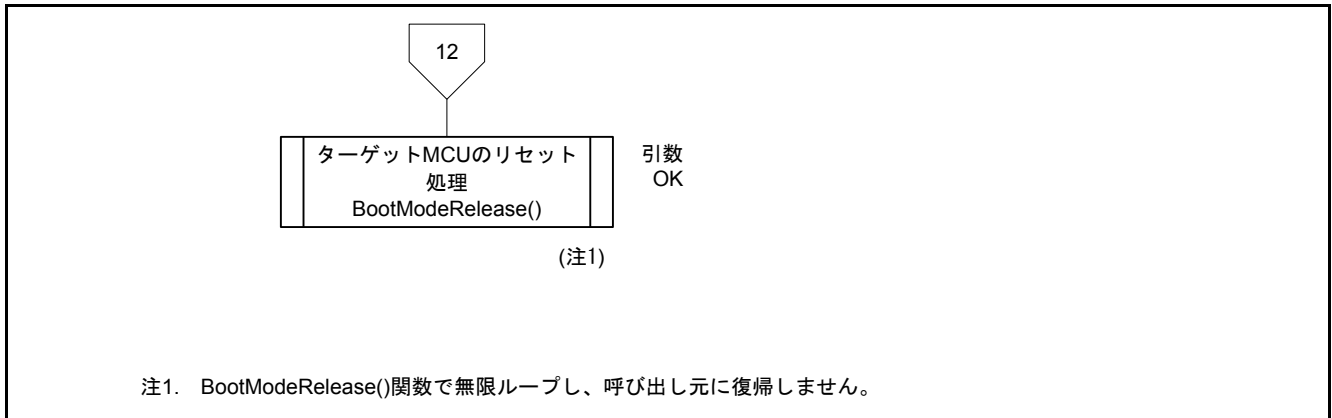 12
ターゲットMCUのリセット
処理
BootModeRelease()
引数
OK
(注1)
注1. BootModeRelease()関数で無限ループし、呼び出し元に復帰しません。